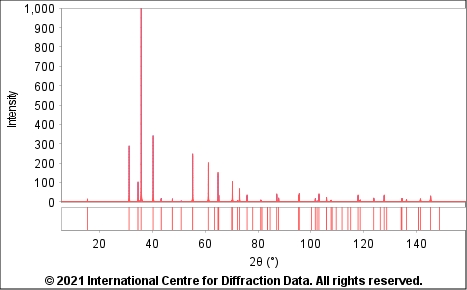 1,000
900
800
700
600
500
400
300
200
100
0
Intensity
20 40 60 80 100 120 140
2θ (°)
© 2021 International Centre for Diffraction Data. All rights reserved.